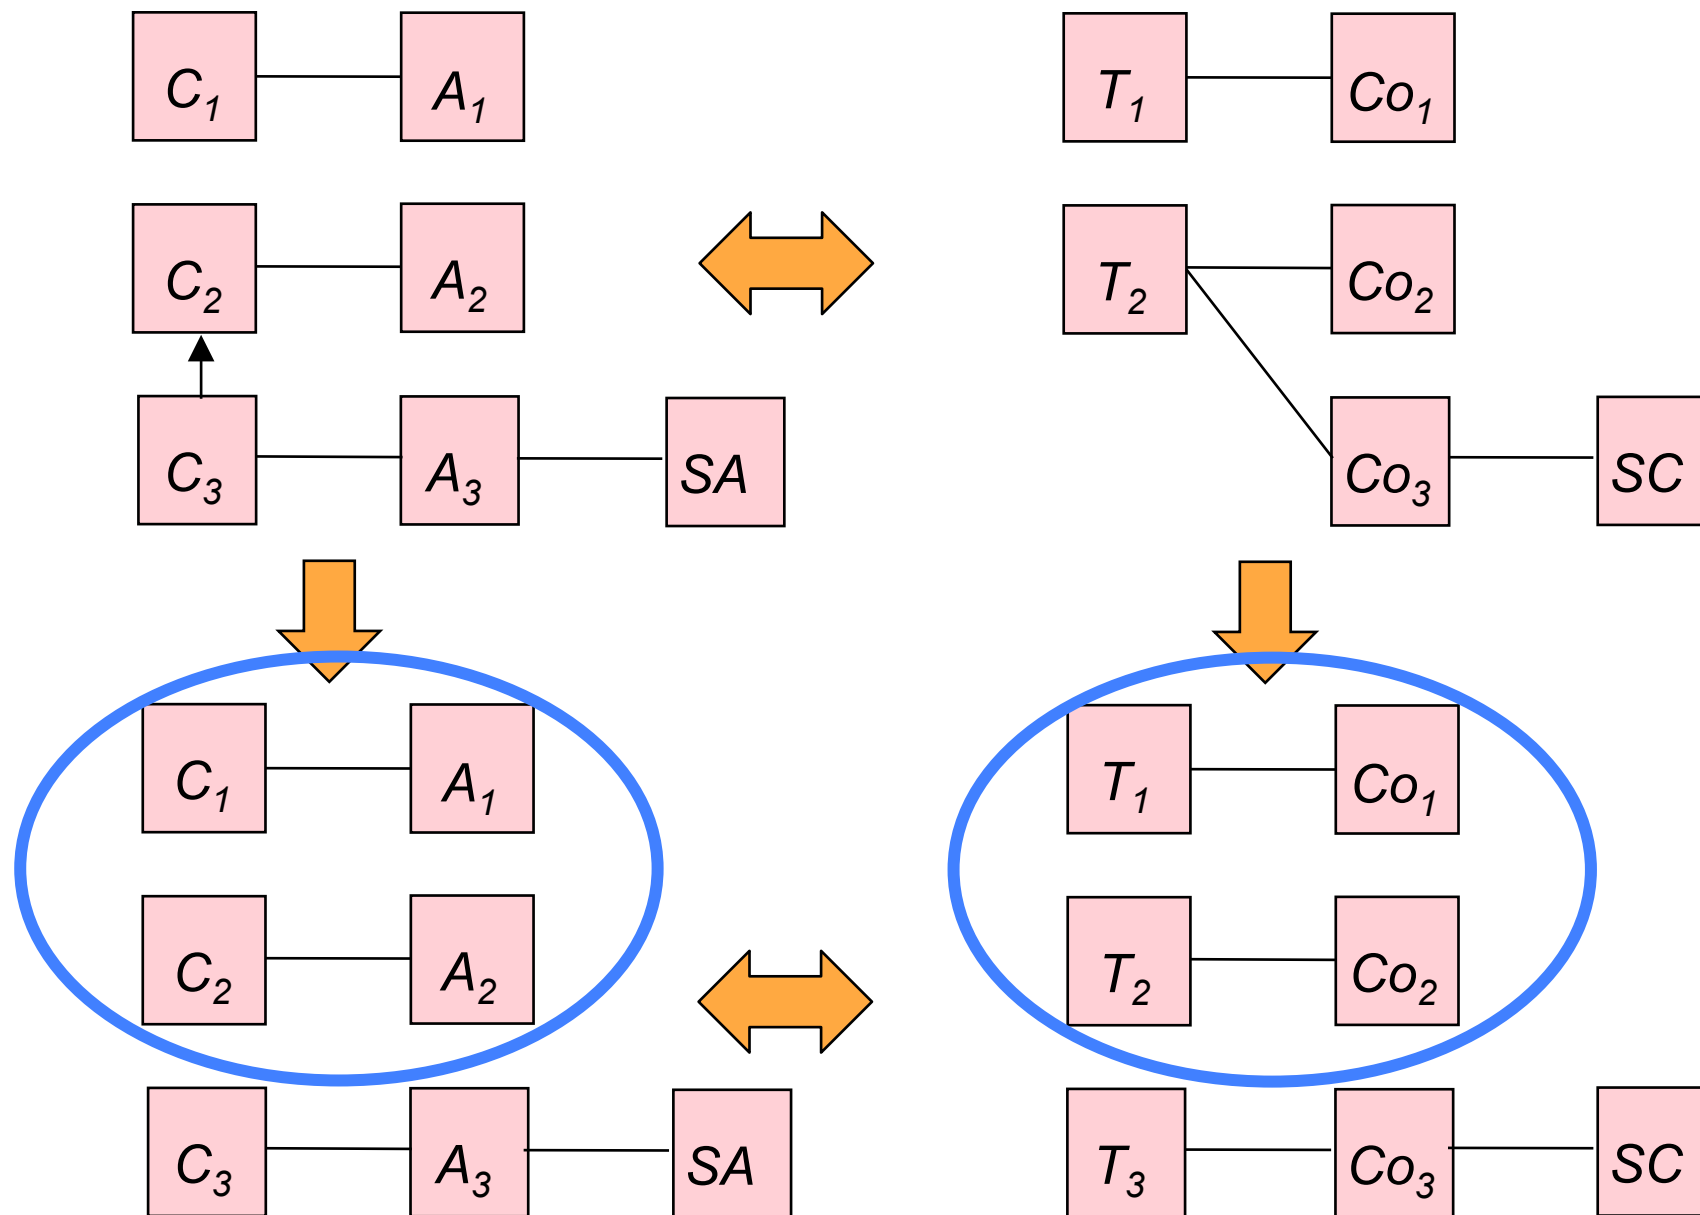 C1 A1 T1 Co1
C2 A2 T2 Co2
C3 A3 SA Co3 SC
C1 A1 T1 Co1
C2 A2 T2 Co2
C3 A3 SA T3 Co3 SC